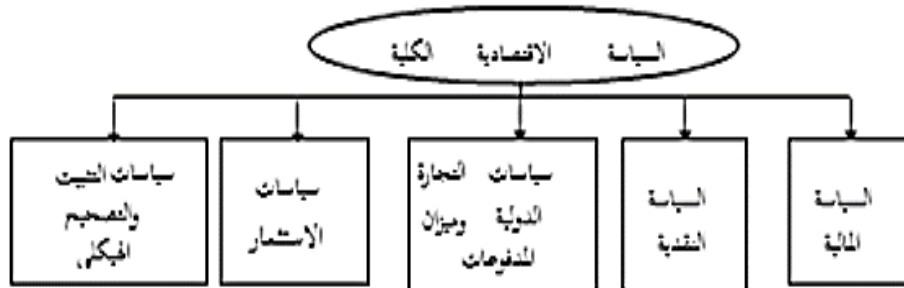 السياسة الاقتصادية الكلية
السياسة
المالية
السياسة
النقدية
سياسات التجارة
الدولية وميزان
المدفوعات
سياسات
الاستثمار
سياسات التثبيت
والتصحيح
الهيكلي